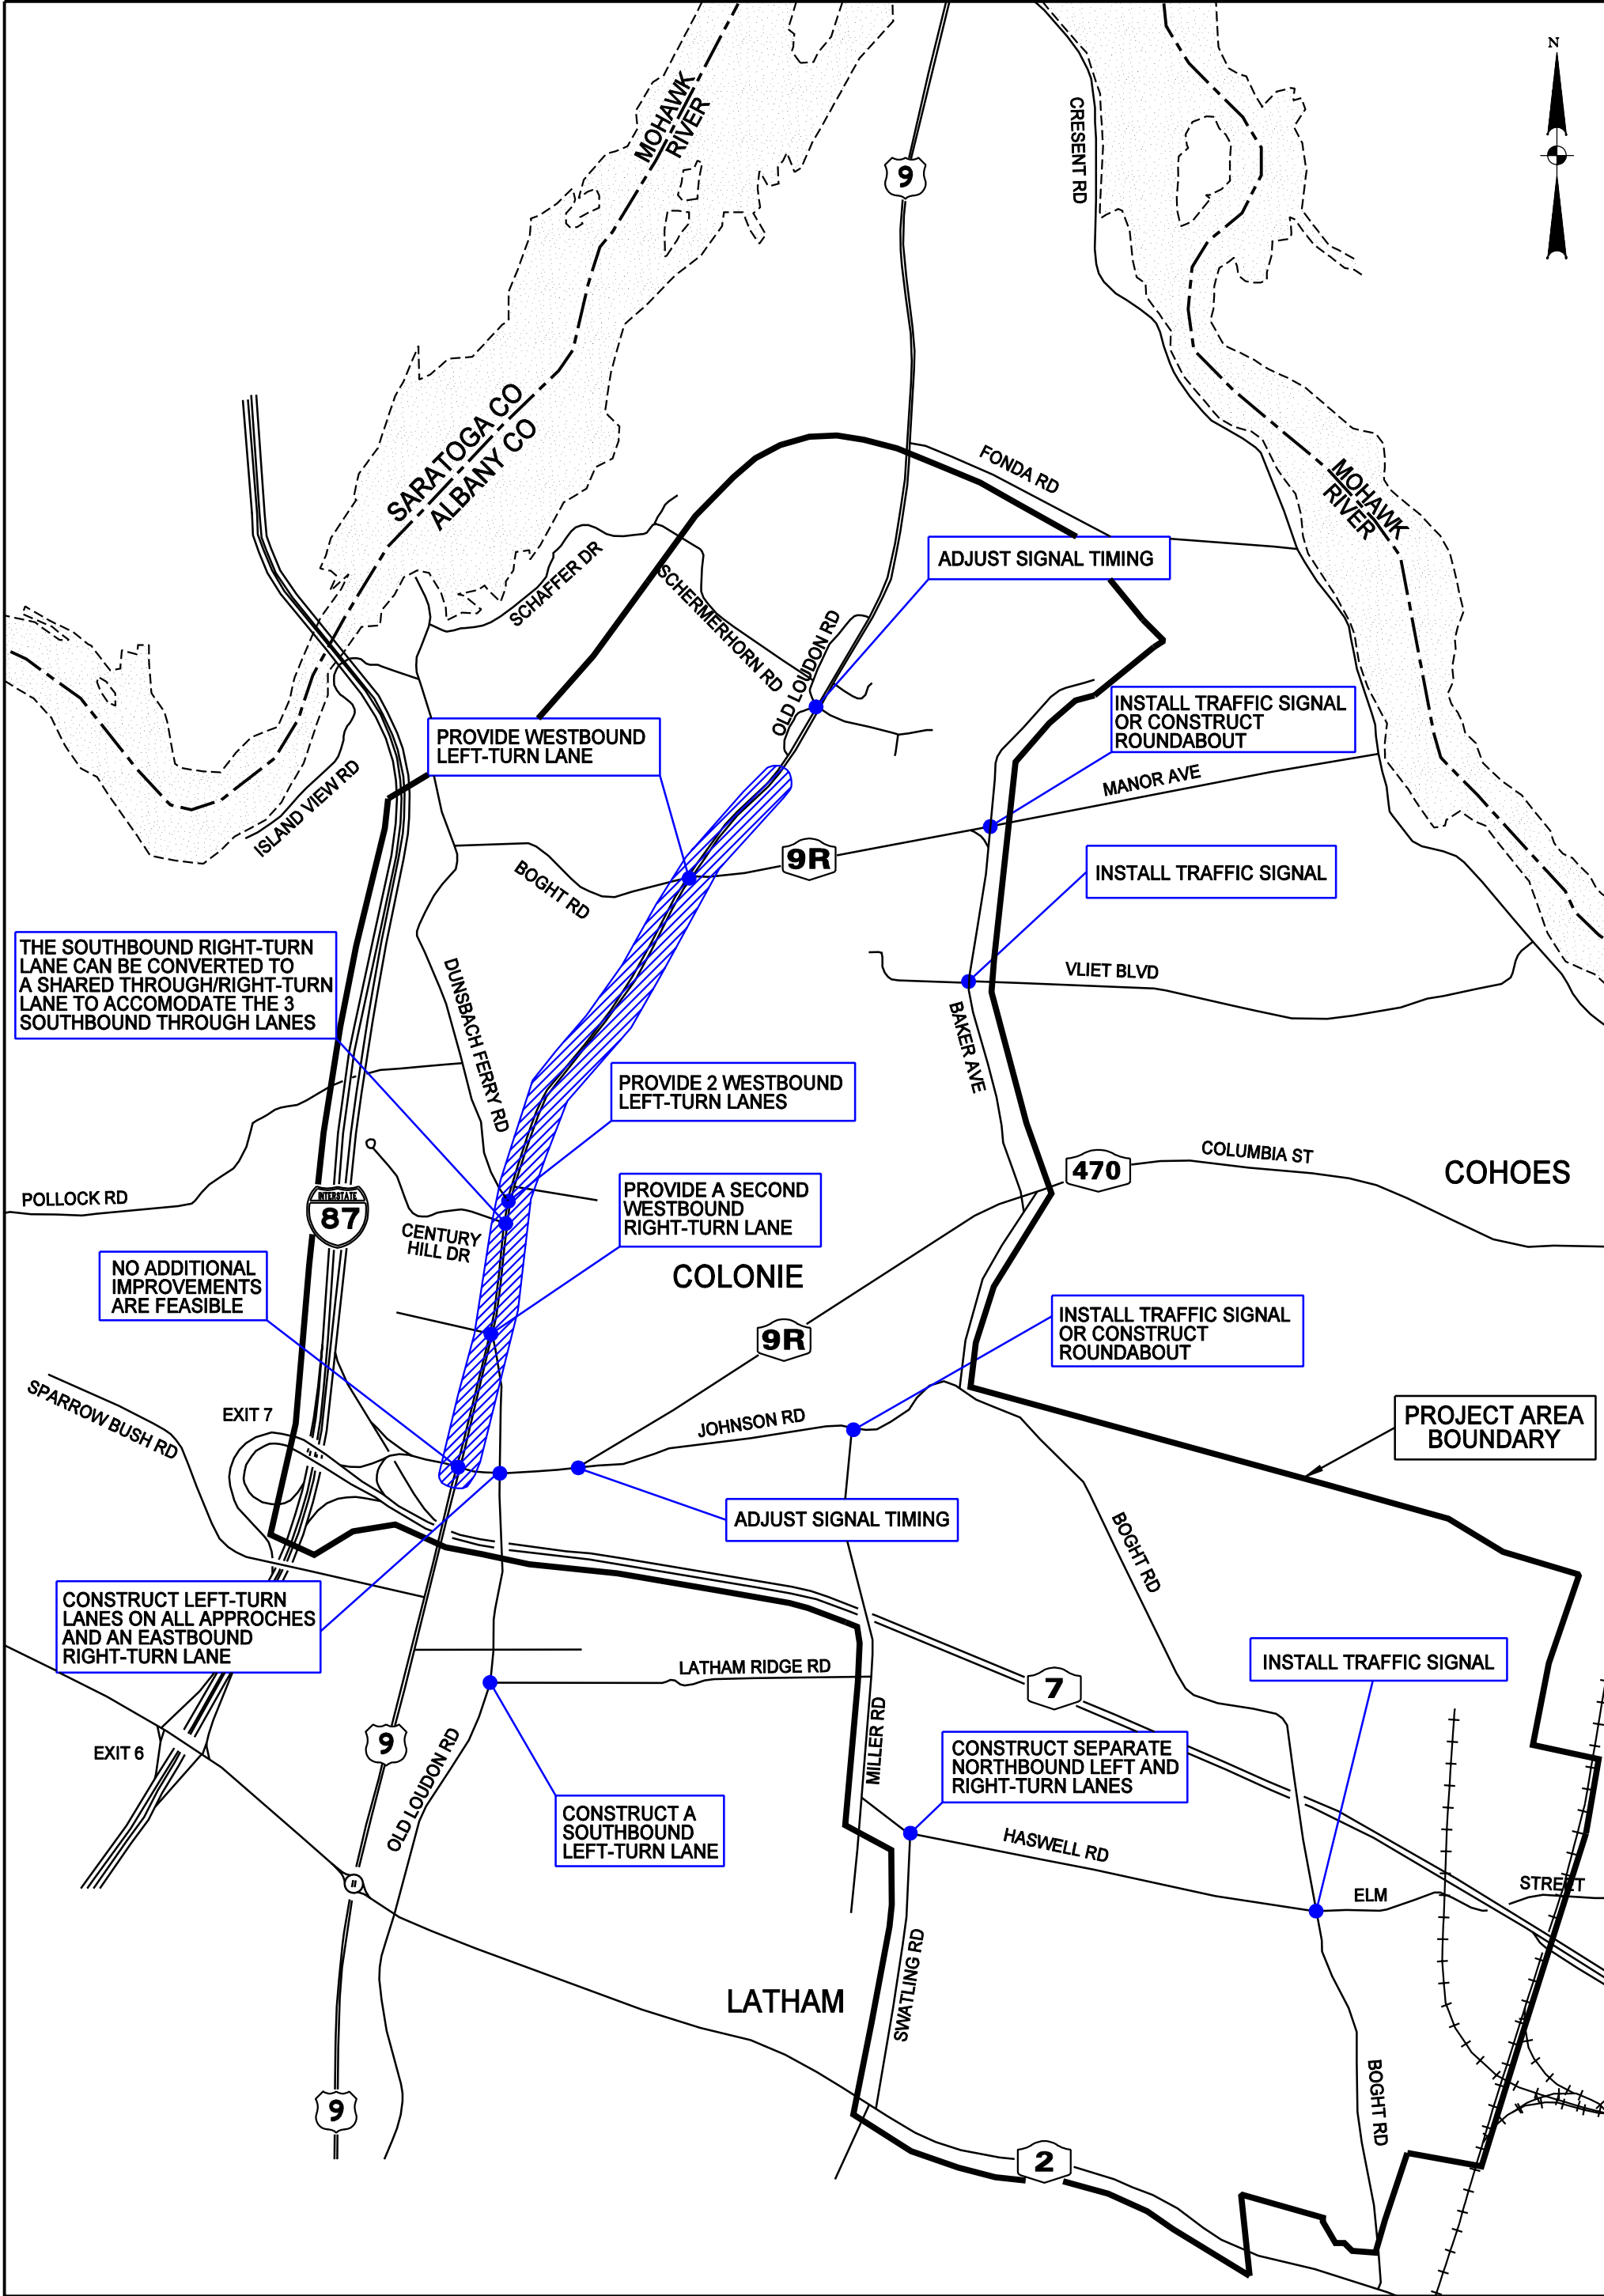 N
MOHAWK
RIVER
CRESENT RD
9
SARATOGA CO
ALBANY CO
FONDA RD
MOHAWK
RIVER
ADJUST SIGNAL TIMING
SCHAFFER DR
SCHERMERHORN RD
OLD LOUDON RD
INSTALL TRAFFIC SIGNAL
OR CONSTRUCT
ROUNDABOUT
PROVIDE WESTBOUND
LEFT-TURN LANE
MANOR AVE
ISLAND VIEW RD
9R
BOGHT RD
INSTALL TRAFFIC SIGNAL
THE SOUTHBOUND RIGHT-TURN
LANE CAN BE CONVERTED TO
A SHARED THROUGH/RIGHT-TURN
LANE TO ACCOMODATE THE 3
SOUTHBOUND THROUGH LANES
DUNSBACH FERRY RD
VLIET BLVD
BAKER AVE
PROVIDE 2 WESTBOUND
LEFT-TURN LANES
COLUMBIA ST
470
COHOES
POLLOCK RD
INTERSTATE
87
PROVIDE A SECOND
WESTBOUND
RIGHT-TURN LANE
CENTURY
HILL DR
NO ADDITIONAL
IMPROVEMENTS
ARE FEASIBLE
COLONIE
9R
INSTALL TRAFFIC SIGNAL
OR CONSTRUCT
ROUNDABOUT
SPARROW BUSH RD
EXIT 7
JOHNSON RD
PROJECT AREA
BOUNDARY
ADJUST SIGNAL TIMING
BOGHT RD
CONSTRUCT LEFT-TURN
LANES ON ALL APPROCHES
AND AN EASTBOUND
RIGHT-TURN LANE
LATHAM RIDGE RD
INSTALL TRAFFIC SIGNAL
7
9
EXIT 6
OLD LOUDON RD
MILLER RD
CONSTRUCT SEPARATE
NORTHBOUND LEFT AND
RIGHT-TURN LANES
CONSTRUCT A
SOUTHBOUND
LEFT-TURN LANE
HASWELL RD
ELM
STREET
SWATLING RD
LATHAM
BOGHT RD
9
2